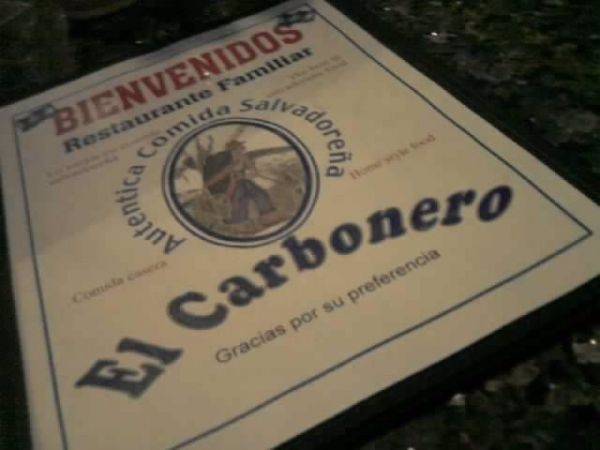 BIENVENIDOS
Restaurante Familiar
Autentica Comida Salvadoreña
Home style food
Comida casera
El Carbonero
Gracias por su preferencia